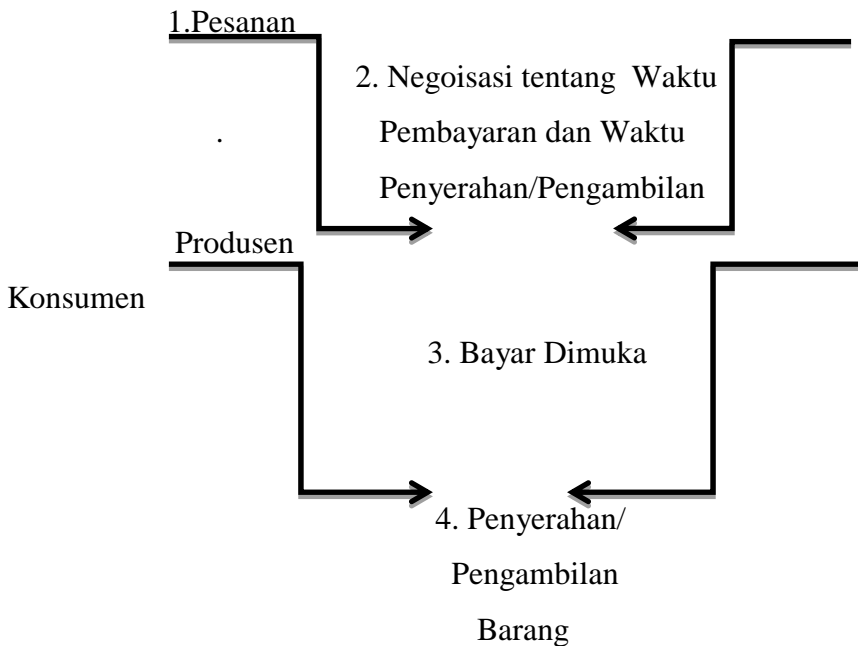 1.Pesanan
2. Negoisasi tentang Waktu
Pembayaran dan Waktu
.
Penyerahan/Pengambilan
Produsen
Konsumen
3. Bayar Dimuka
4. Penyerahan/
Pengambilan
Barang